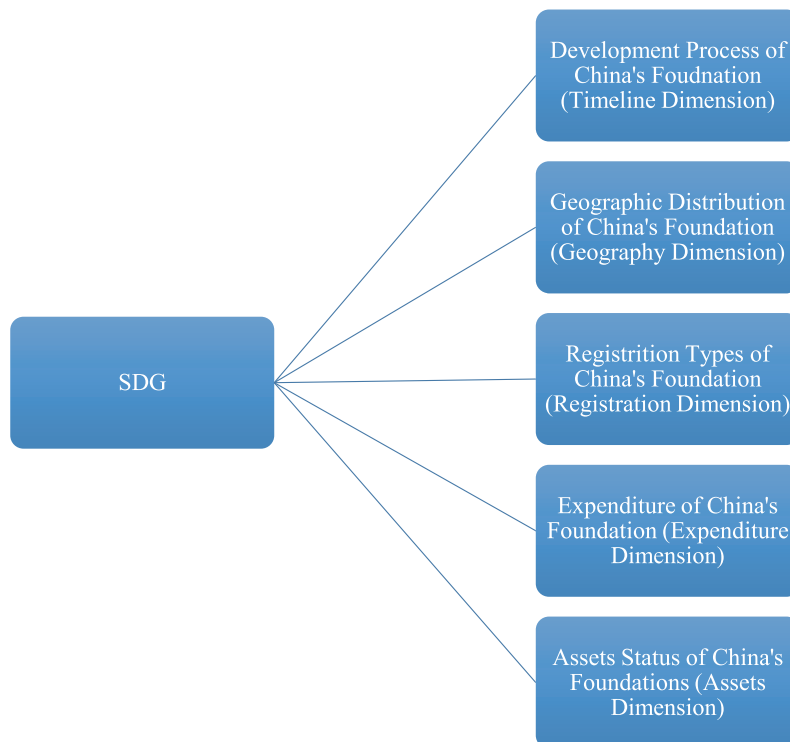 Development Process of
China's Foudnation
(Timeline Dimension)
Geographic Distribution
of China's Foundation
(Geography Dimension)
SDG
Registrition Types of
China's Foundation
(Registration Dimension)
Expenditure of China's
Foundation (Expenditure
Dimension)
Assets Status of China's
Foundations (Assets
Dimension)